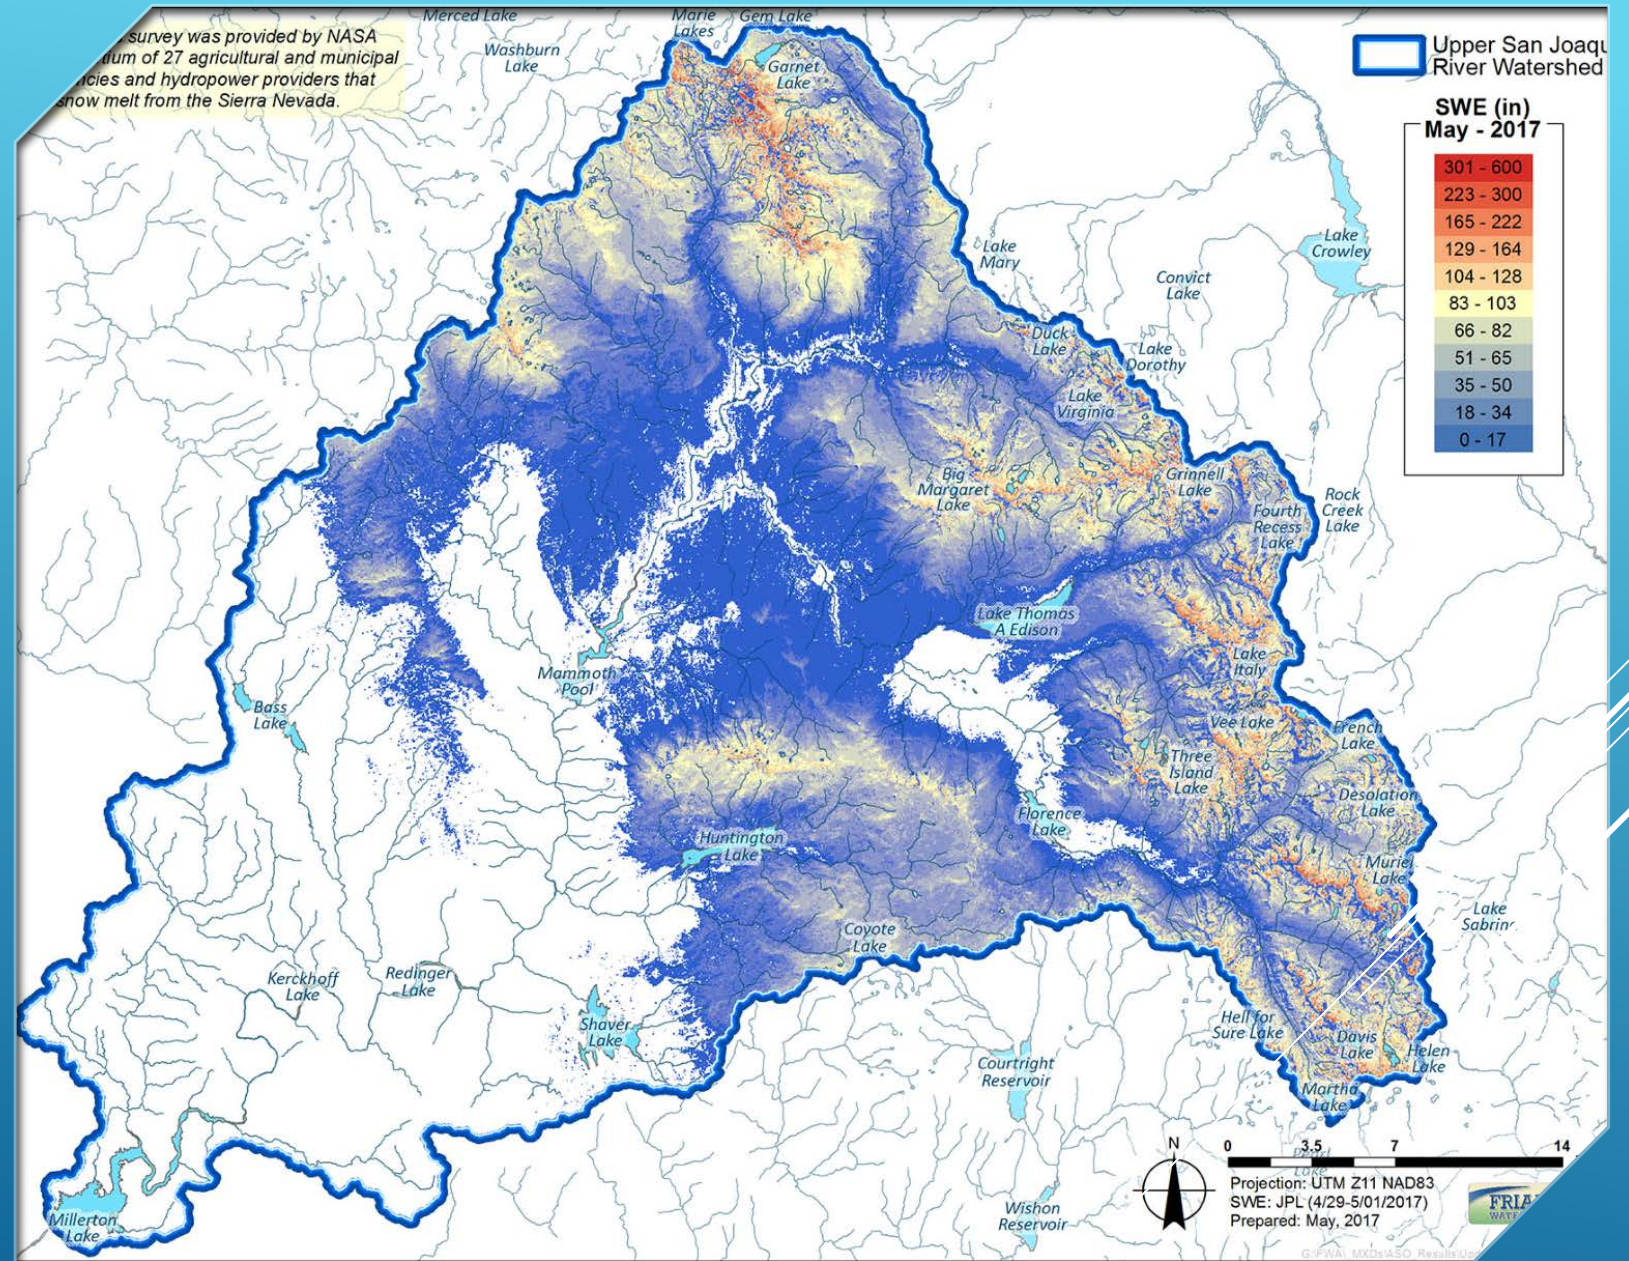 survey was provided by NASA
of 27 agricultural and municipal
and hydropower providers that
snow melt from the Sierra Nevada.
Merced Lake
Marie
Lakes
Gem Lake
Washburn
Lake
Garnet
Lake
Upper San Joaqu
River Watershed
SWE (in)
May - 2017
301 - 600
223 - 300
165 - 222
129 - 164
104 - 128
83 - 103
66 - 82
51 - 65
35 - 50
18 - 34
0 - 17
Lake
Crowley
Lake
Mary
Convict
Lake
Duck
Lake
Lake
Dorothy
Lake
Virginia
Big
Margaret
Lake
Grinnell
Lake
Fourth
Recess
Lake
Rock
Creek
Lake
Lake Thomas
A Edison
Lake
Italy
Mammoth
Pool
Bass
Lake
Vee Lake
French
Lake
Three
Island
Lake
Desolation
Lake
Florence
Lake
Huntington
Lake
Muriel
Lake
Lake
Sabrin
Coyote
Lake
Kerckhoff
Lake
Redinger
Lake
Shaver
Lake
Hell for
Sure Lake
Davis
Lake
Helen
Lake
Courtright
Reservoir
Martha
Lake
Wishon
Reservoir
Millerton
Lake
N
0 3.5 7 14
Lake
Projection: UTM Z11 NAD83
SWE: JPL (4/29-5/01/2017)
Prepared: May, 2017
FRIA
WAT